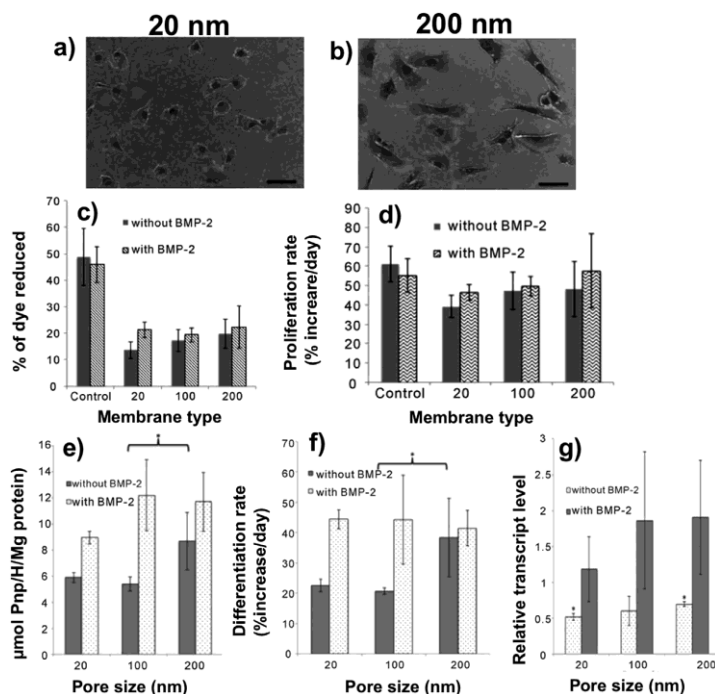 20 nm
200 nm
a)
b)
c)
without BMP-2
with BMP-2
% of dye reduced
70
60
50
40
30
20
10
0
Control 20 100 200
Membrane type
d)
without BMP-2
with BMP-2
Proliferation rate
(% increare/day)
90
80
70
60
50
40
30
20
10
0
Control 20 100 200
Membrane type
e)
*
without BMP-2
with BMP-2
µmol Pnp/H/Mg protein)
16
14
12
10
8
6
4
2
0
20 100 200
Pore size (nm)
f)
*
without BMP-2
with BMP-2
Differentiation rate
(%increase/day)
70
60
50
40
30
20
10
0
20 100 200
Pore size (nm)
g)
without BMP-2
with BMP-2
Relative transcript level
3
2.5
2
1.5
1
0.5
0
* *
20 100 200
Pore size (nm)